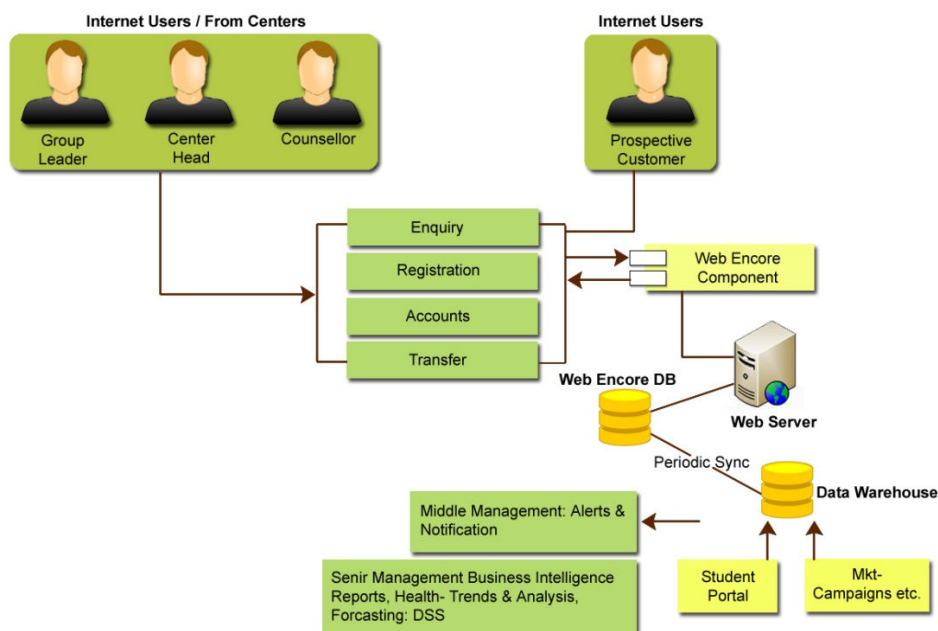 Internet Users / From Centers
Internet Users
Group
Leader
Center
Head
Counsellor
Prospective
Customer
Enquiry
Registration
Accounts
Transfer
Web Encore
Component
Web Encore DB
Web Server
Periodic Sync
Data Warehouse
Middle Management: Alerts &
Notification
Senir Management Business Intelligence
Reports, Health- Trends & Analysis,
Forcasting: DSS
Student
Portal
Mkt-
Campaigns etc.